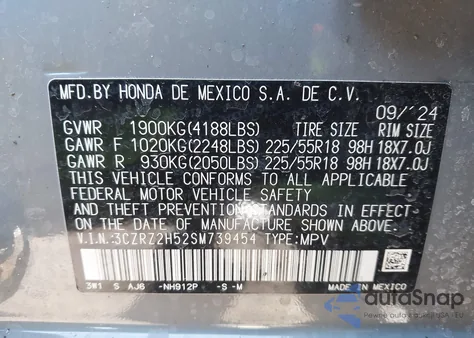 MFD.BY HONDA DE MEXICO S.A. DE C.V.
09/'24
GVWR 1900KG(4188LBS) TIRE SIZE RIM SIZE
GAWR F 1020KG(2248LBS) 225/55R18 98H 18X7.0J
GAWR R 930KG(2050LBS) 225/55R18 98H 18X7.0J
THIS VEHICLE CONFORMS TO ALL APPLICABLE
FEDERAL MOTOR VEHICLE SAFETY
AND THEFT PREVENTION STANDARDS IN EFFECT
ON THE DATE OF MANUFACTURE SHOWN ABOVE.
V.I.N.:3CZRZ2H52SM739454 TYPE:MPV
3W1 S AJ6 -NH912P -S-M MADE IN MEXICO
autoSnap